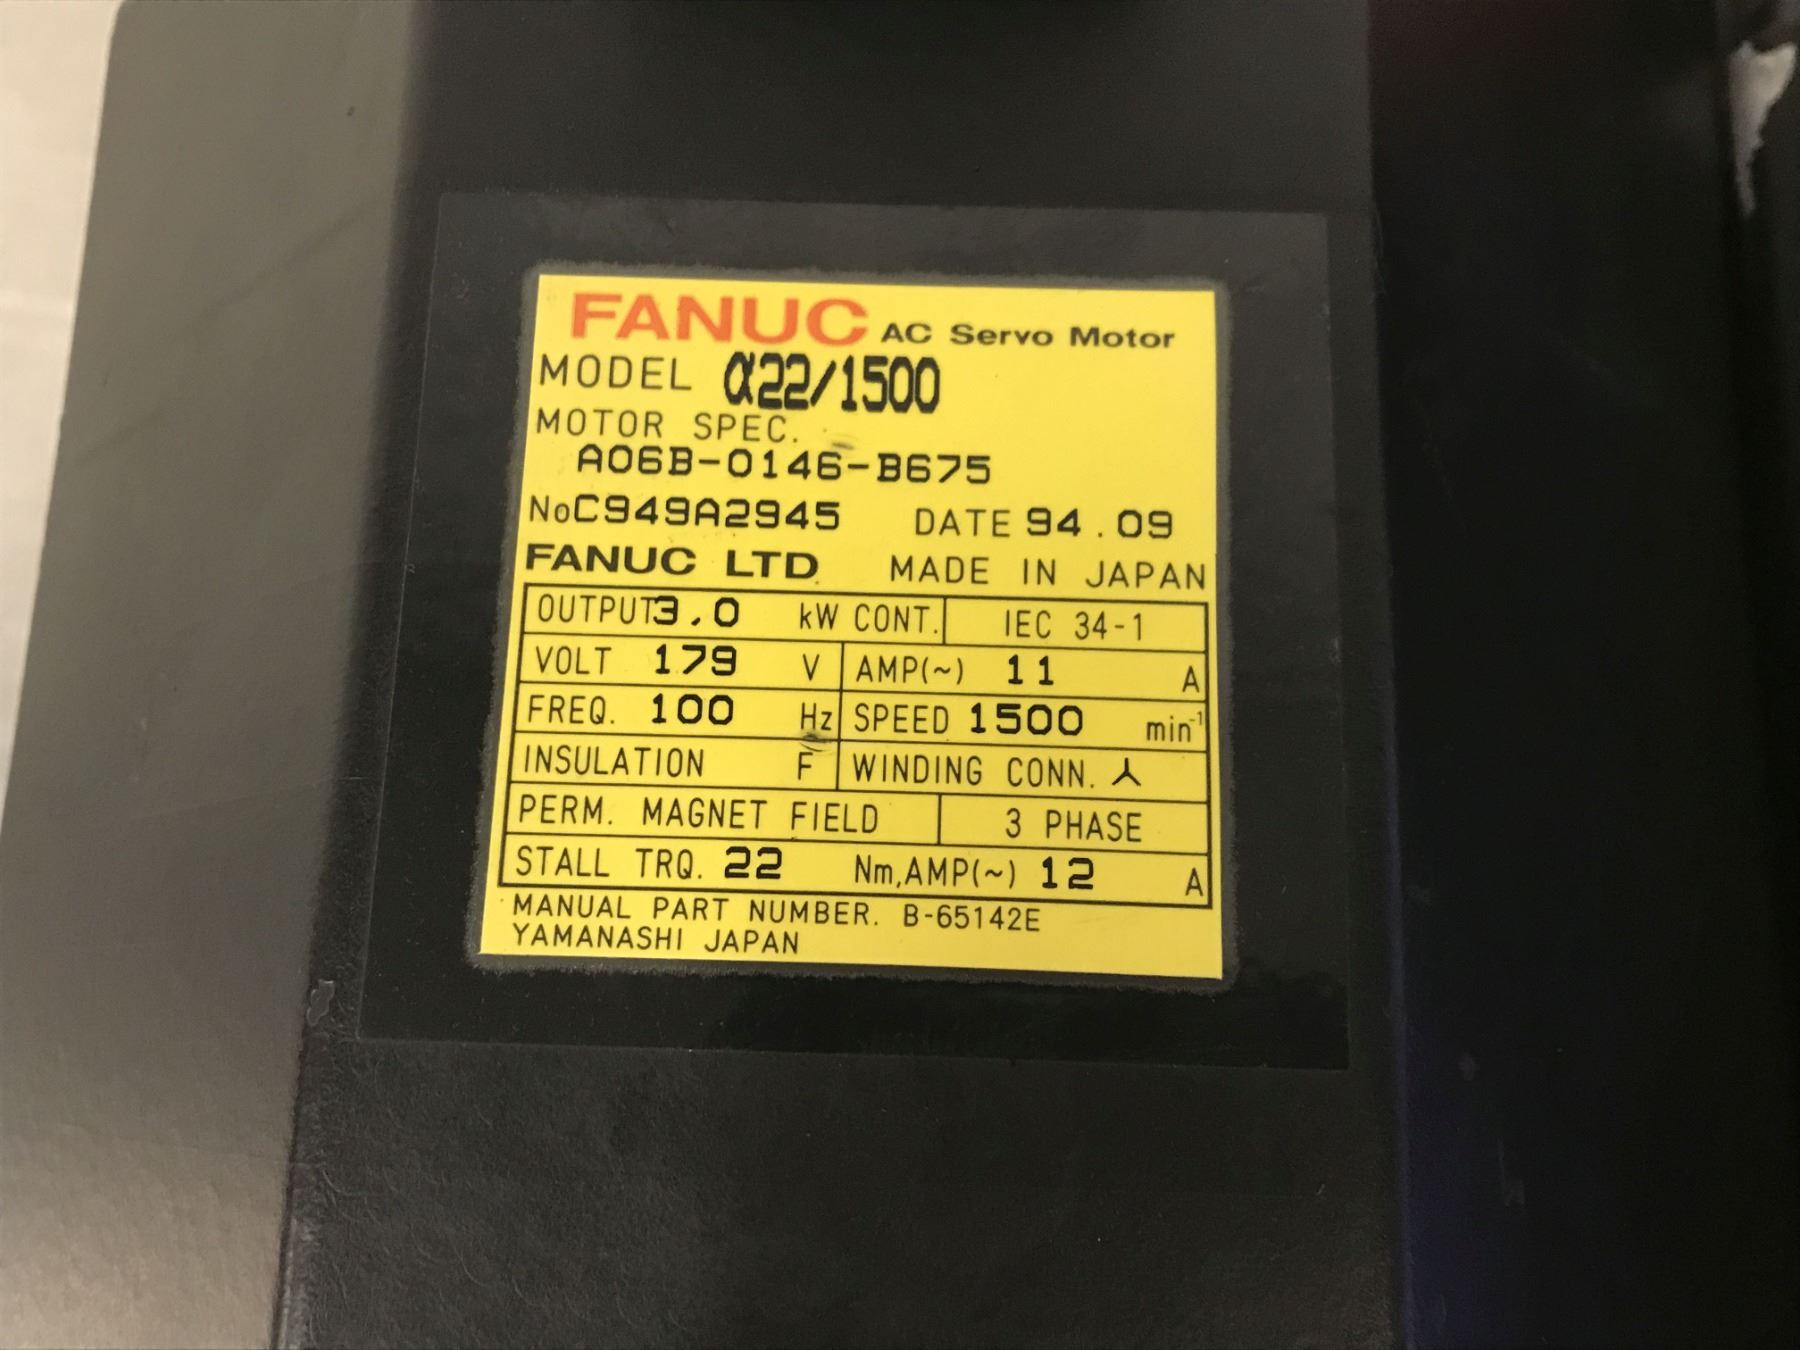 FANUC AC Servo Motor
MODEL α22/1500
MOTOR SPEC.
A06B-0146-B675
NoC949A2945 DATE 94.09
FANUC LTD MADE IN JAPAN
OUTPUT 3.0 kW CONT. IEC 34-1
VOLT 179 V AMP(~) 11 A
FREQ. 100 Hz SPEED 1500 min⁻¹
INSULATION F WINDING CONN. ⅄
PERM. MAGNET FIELD 3 PHASE
STALL TRQ. 22 Nm,AMP(~) 12 A
MANUAL PART NUMBER. B-65142E
YAMANASHI JAPAN